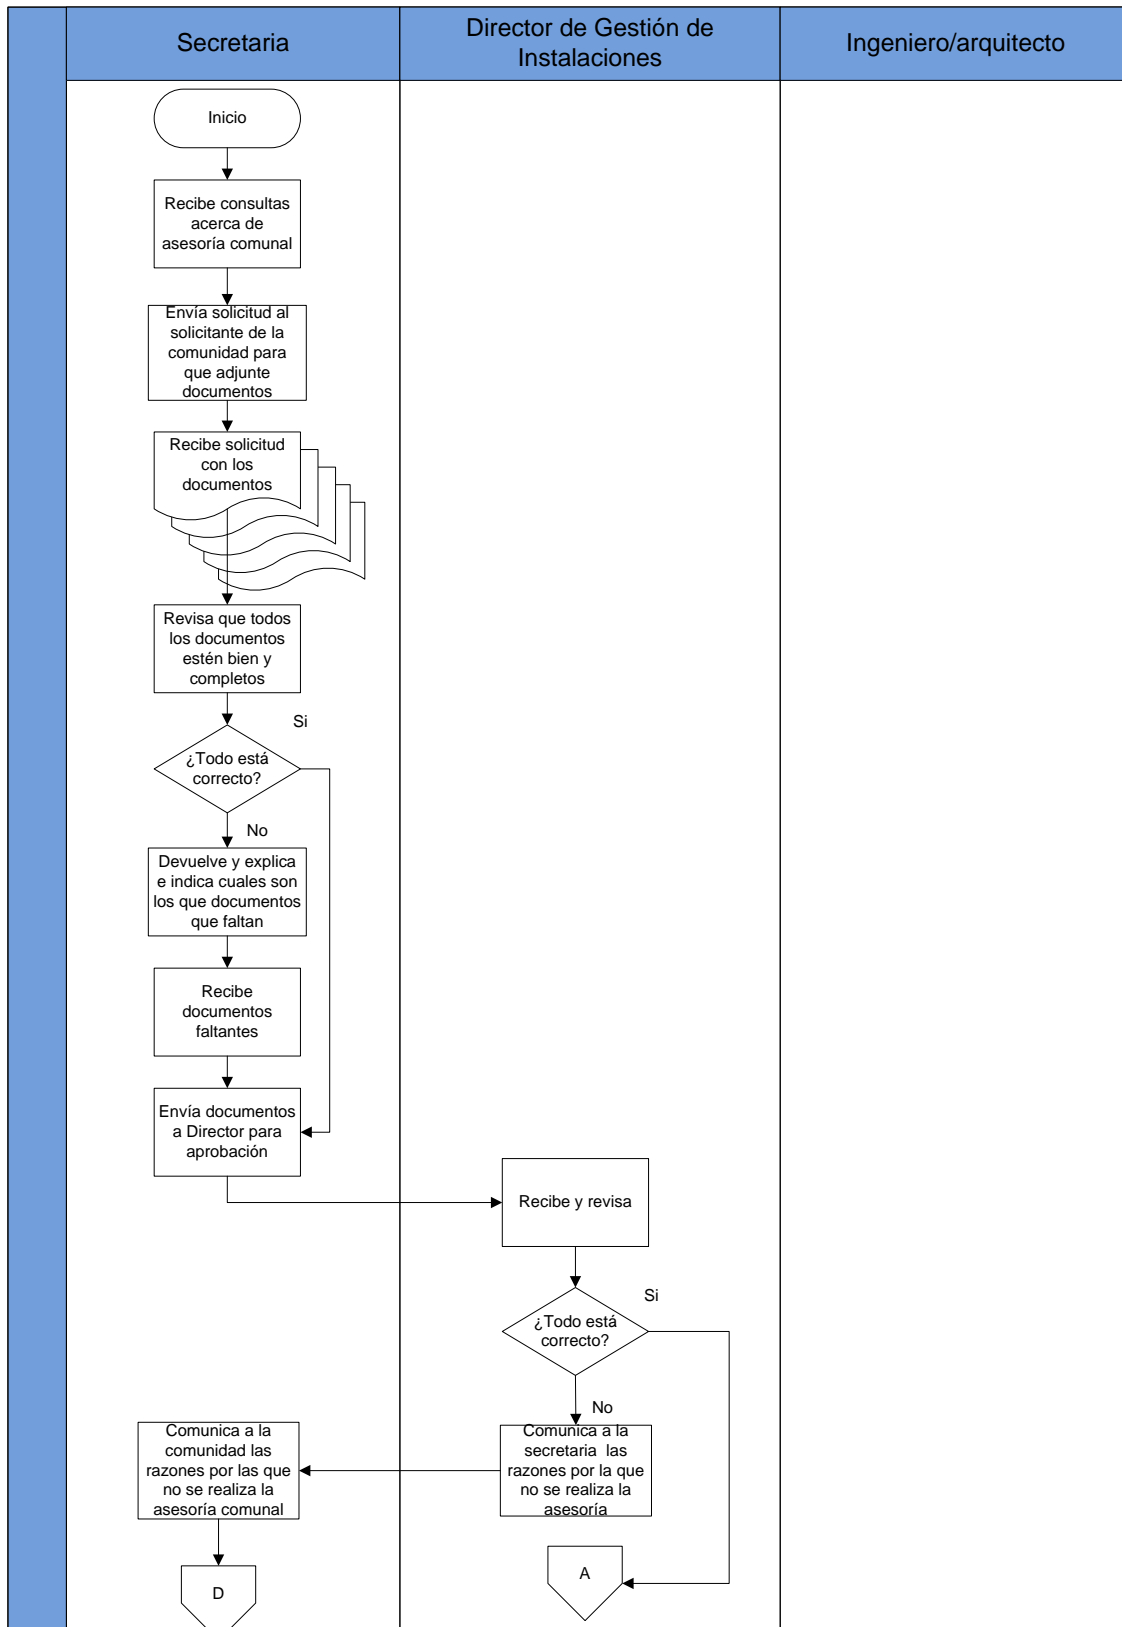 Secretaria
Director de Gestión de
Instalaciones
Ingeniero/arquitecto
Inicio
Recibe consultas
acerca de
asesoría comunal
Envía solicitud al
solicitante de la
comunidad para
que adjunte
documentos
Recibe solicitud
con los
documentos
Revisa que todos
los documentos
estén bien y
completos
Si
¿Todo está
correcto?
No
Devuelve y explica
e indica cuales son
los que documentos
que faltan
Recibe
documentos
faltantes
Envía documentos
a Director para
aprobación
Recibe y revisa
Si
¿Todo está
correcto?
No
Comunica a la
secretaria  las
razones por la que
no se realiza la
asesoría
Comunica a la
comunidad las
razones por las que
no se realiza la
asesoría comunal
A
D